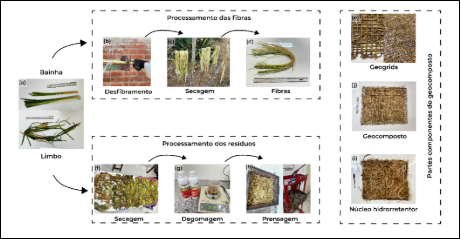 Processamento das fibras
(b)
(c)
(d)
Desfibramento
Secagem
Fibras
Bainha
(a)
Limbo
Processamento dos resíduos
(f)
(g)
(h)
Secagem
Degomagem
Prensagem
Geogrids
(j)
Geocomposto
(i)
Núcleo hidrorretentor
Partes componentes do geocomposto